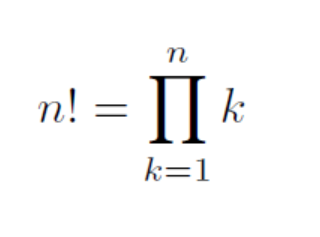 n! = ∏_{k=1}^{n} k